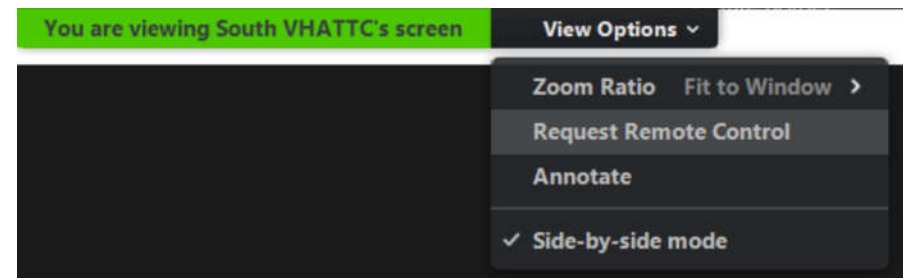 You are viewing South VHATTC's screen View Options
Zoom Ratio Fit to Window
Request Remote Control
Annotate
Side-by-side mode